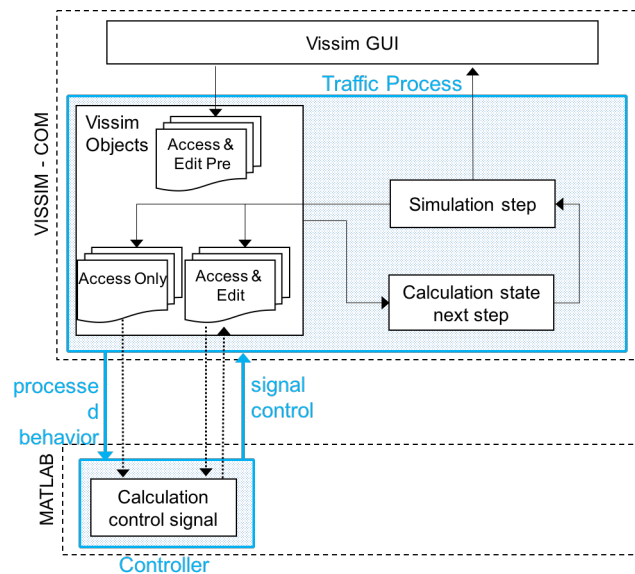 Vissim GUI
Traffic Process
Vissim
Objects
Access &
Edit Pre
Simulation step
Access Only
Access &
Edit
Calculation state
next step
VISSIM - COM
processe
d
behavior
signal
control
MATLAB
Calculation
control signal
Controller